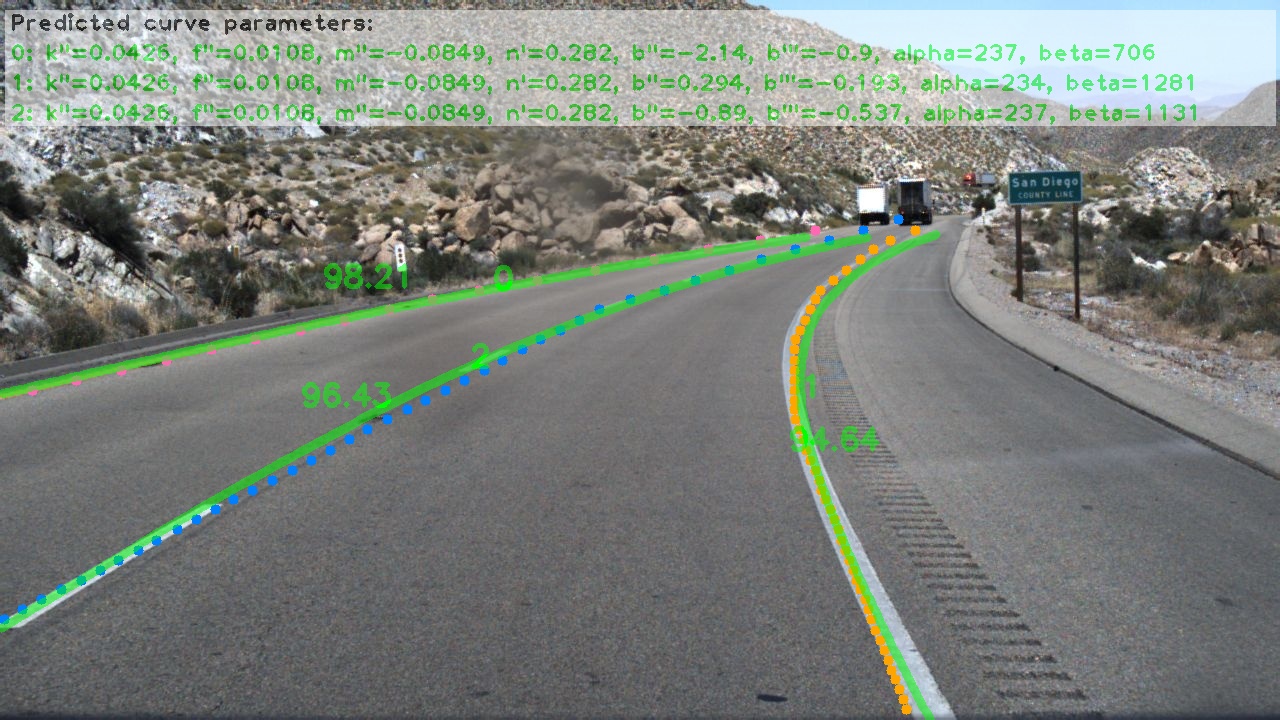 Predicted curve parameters:
0: k''=0.0426, f''=0.0108, m''=-0.0849, n'=0.282, b''=-2.14, b'''=-0.9, alpha=237, beta=706
1: k''=0.0426, f''=0.0108, m''=-0.0849, n'=0.282, b''=0.294, b'''=-0.193, alpha=234, beta=1281
2: k''=0.0426, f''=0.0108, m''=-0.0849, n'=0.282, b''=-0.89, b'''=-0.537, alpha=237, beta=1131
San Diego
COUNTY LINE
98.21
0
2
96.43
1
94.64